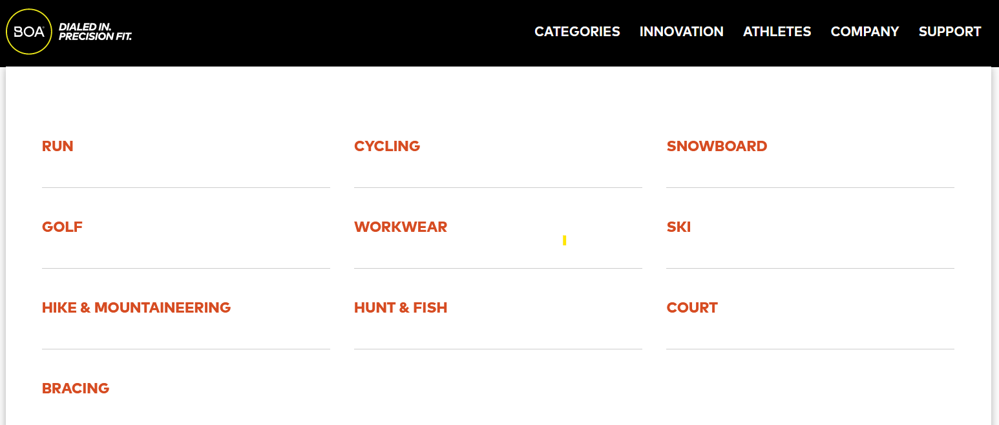 BOA
DIALED IN.
PRECISION FIT.
CATEGORIES INNOVATION ATHLETES COMPANY SUPPORT
RUN CYCLING SNOWBOARD
GOLF WORKWEAR SKI
HIKE & MOUNTAINEERING HUNT & FISH COURT
BRACING